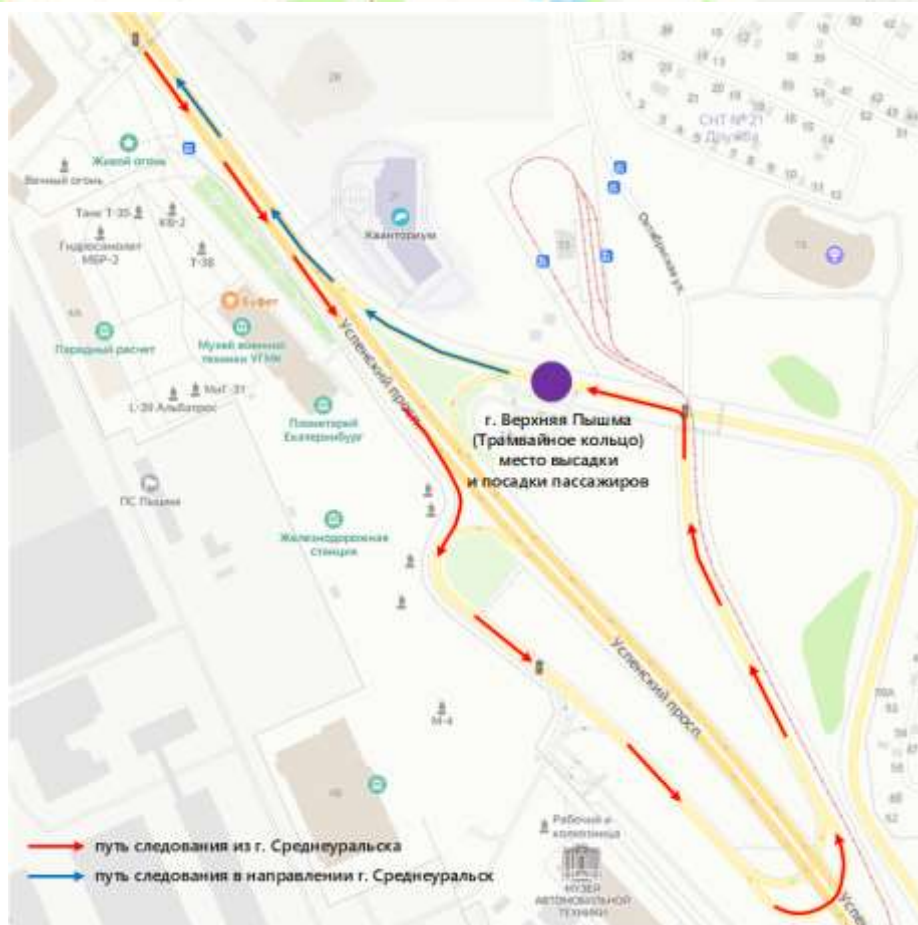 28
СНТ № 21
Дружба
Живой огонь
Вечный огонь
Танк Т-35
КВ-2
Гидросамолет
МБР-2
Т-38
Кванториум
Октябрьская ул.
Буфет
Парадный расчет
Музей военной
техники УГМК
МиГ-31
L-39 Альбатрос
Успенский просп.
Планетарий
Екатеринбург
г. Верхняя Пышма
(Трамвайное кольцо)
место высадки
и посадки пассажиров
ПС Пышма
Железнодорожная
станция
Успенский просп.
М-4
Рабочий и
колхозница
путь следования из г. Среднеуральска
путь следования в направлении г. Среднеуральск
МУЗЕЙ
АВТОМОБИЛЬНОЙ
ТЕХНИКИ
Успе